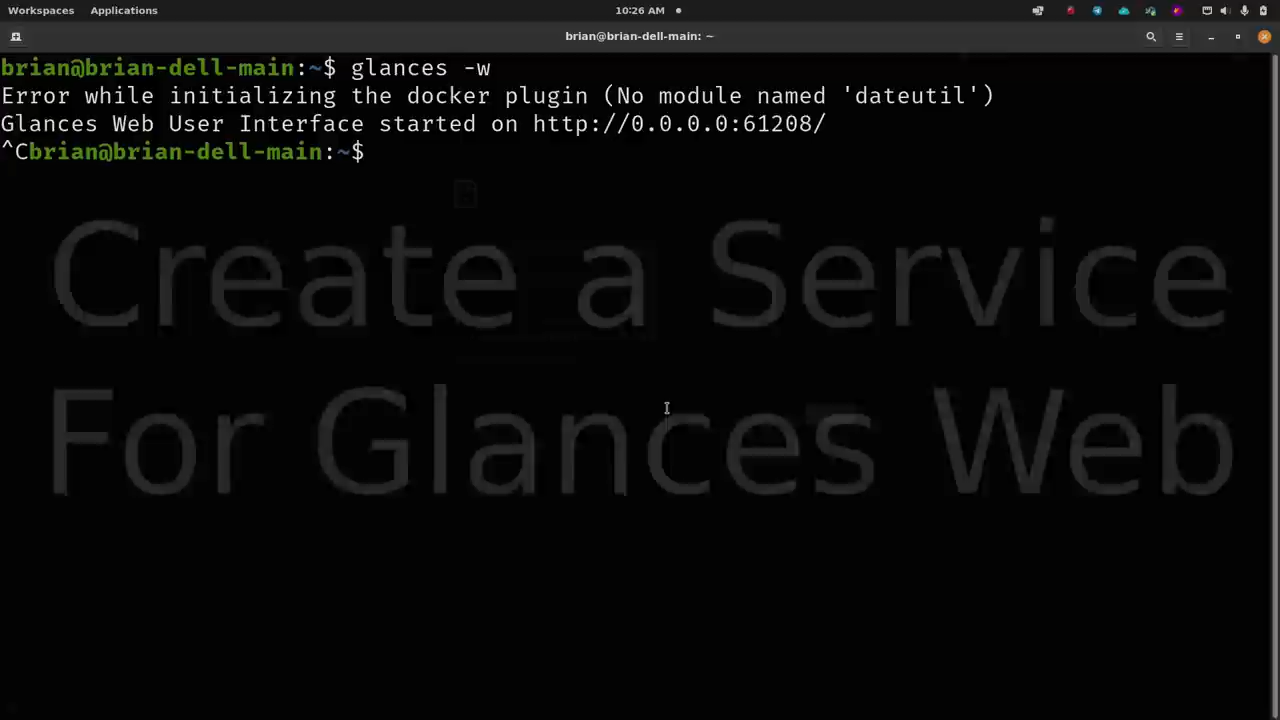 Workspaces Applications 10:26 AM
brian@brian-dell-main: ~
brian@brian-dell-main:~$ glances -w
Error while initializing the docker plugin (No module named 'dateutil')
Glances Web User Interface started on http://0.0.0.0:61208/
^Cbrian@brian-dell-main:~$
Create a Service
For Glances Web